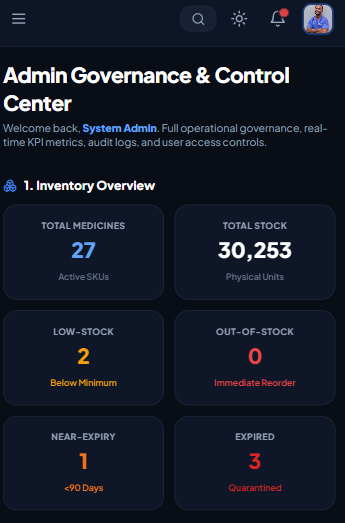 Admin Governance & Control
Center
Welcome back, System Admin. Full operational governance, real-
time KPI metrics, audit logs, and user access controls.
1. Inventory Overview
TOTAL MEDICINES
27
Active SKUs
TOTAL STOCK
30,253
Physical Units
LOW-STOCK
2
Below Minimum
OUT-OF-STOCK
0
Immediate Reorder
NEAR-EXPIRY
1
<90 Days
EXPIRED
3
Quarantined